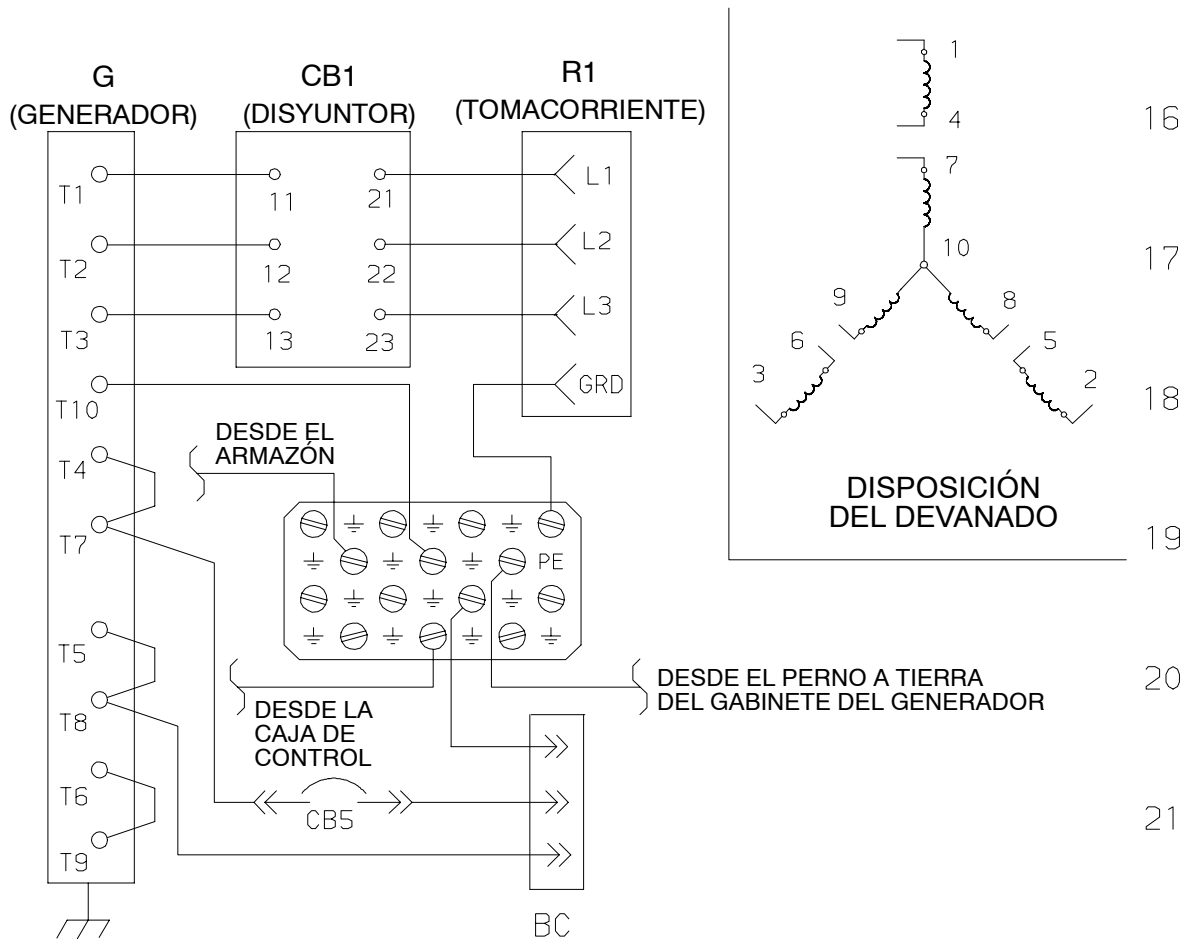 G
(GENERADOR)
CB1
(DISYUNTOR)
R1
(TOMACORRIENTE)
T1
T2
T3
T10
T4
T7
T5
T8
T6
T9
11
12
13
21
22
23
L1
L2
L3
GRD
DESDE EL
ARMAZÓN
PE
DESDE LA
CAJA DE
CONTROL
DESDE EL PERNO A TIERRA
DEL GABINETE DEL GENERADOR
CB5
BC
1
4
7
10
9
8
6
5
3
2
DISPOSICIÓN
DEL DEVANADO
16
17
18
19
20
21